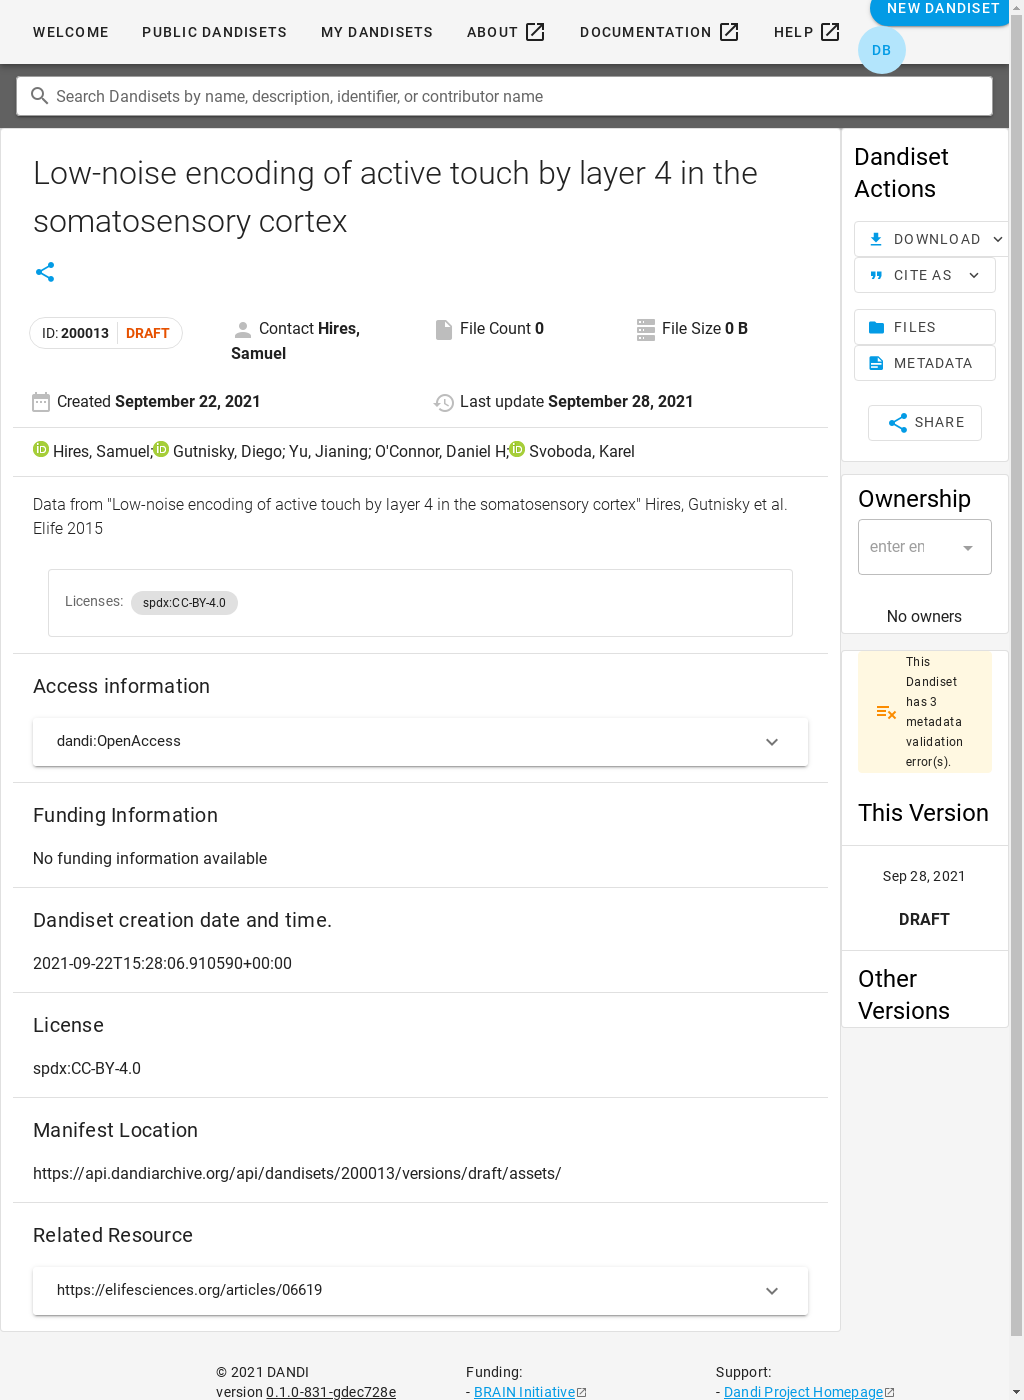 WELCOME PUBLIC DANDISETS MY DANDISETS ABOUT DOCUMENTATION HELP NEW DANDISET
DB
Search Dandisets by name, description, identifier, or contributor name
Low-noise encoding of active touch by layer 4 in the
somatosensory cortex
ID: 200013 DRAFT
Contact Hires,
Samuel
File Count 0
File Size 0 B
Created September 22, 2021
Last update September 28, 2021
Hires, Samuel; Gutnisky, Diego; Yu, Jianing; O'Connor, Daniel H; Svoboda, Karel
Data from "Low-noise encoding of active touch by layer 4 in the somatosensory cortex" Hires, Gutnisky et al.
Elife 2015
Licenses: spdx:CC-BY-4.0
Access information
dandi:OpenAccess
Funding Information
No funding information available
Dandiset creation date and time.
2021-09-22T15:28:06.910590+00:00
License
spdx:CC-BY-4.0
Manifest Location
https://api.dandiarchive.org/api/dandisets/200013/versions/draft/assets/
Related Resource
https://elifesciences.org/articles/06619
Dandiset
Actions
DOWNLOAD
CITE AS
FILES
METADATA
SHARE
Ownership
enter en
No owners
This
Dandiset
has 3
metadata
validation
error(s).
This Version
Sep 28, 2021
DRAFT
Other
Versions
© 2021 DANDI
version 0.1.0-831-gdec728e
Funding:
- BRAIN Initiative
Support:
- Dandi Project Homepage